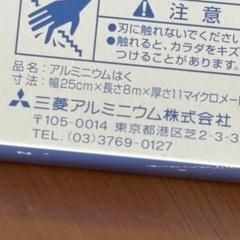 注意
●刃に触れないでくださ
触れると、カラダをキズ
つけることがあります
品名：アルミニウムはく
寸法：幅25cm×長さ8m×厚さ11マイクロメー
三菱アルミニウム株式会社
〒105-0014 東京都港区芝2-3-
☎(03)3769-0127